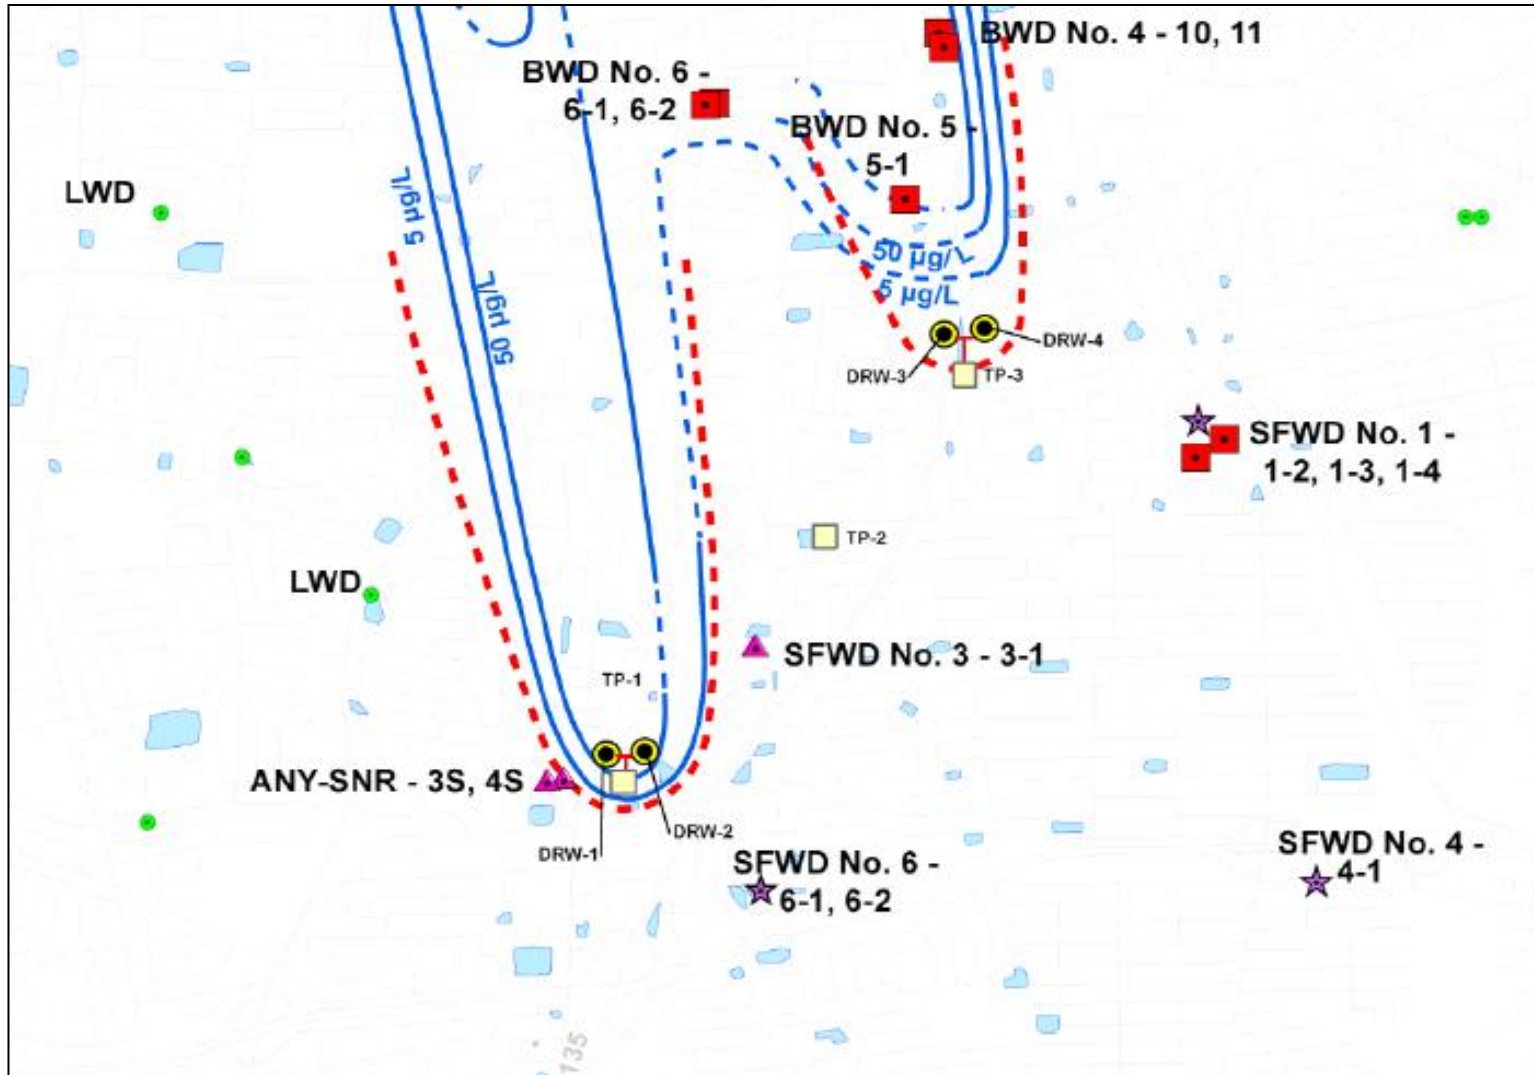 BWD No. 4 - 10, 11
BWD No. 6 -
6-1, 6-2
BWD No. 5 -
5-1
LWD
5 µg/L
50 µg/L
50 µg/L
5 µg/L
DRW-4
DRW-3
TP-3
SFWD No. 1 -
1-2, 1-3, 1-4
TP-2
LWD
SFWD No. 3 - 3-1
TP-1
ANY-SNR - 3S, 4S
DRW-2
DRW-1
SFWD No. 6 -
6-1, 6-2
SFWD No. 4 -
4-1
135